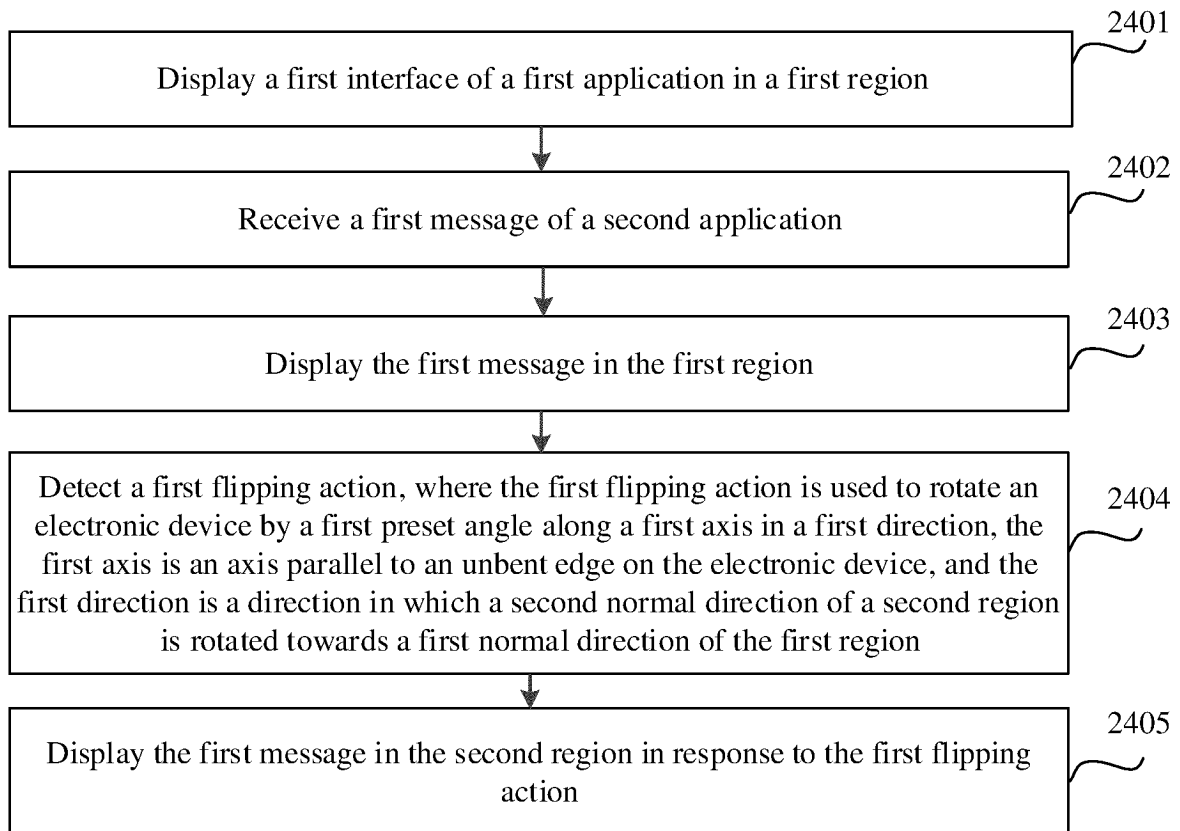 2401
Display a first interface of a first application in a first region
2402
Receive a first message of a second application
2403
Display the first message in the first region
2404
Detect a first flipping action, where the first flipping action is used to rotate an
electronic device by a first preset angle along a first axis in a first direction, the
first axis is an axis parallel to an unbent edge on the electronic device, and the
first direction is a direction in which a second normal direction of a second region
is rotated towards a first normal direction of the first region
2405
Display the first message in the second region in response to the first flipping
action